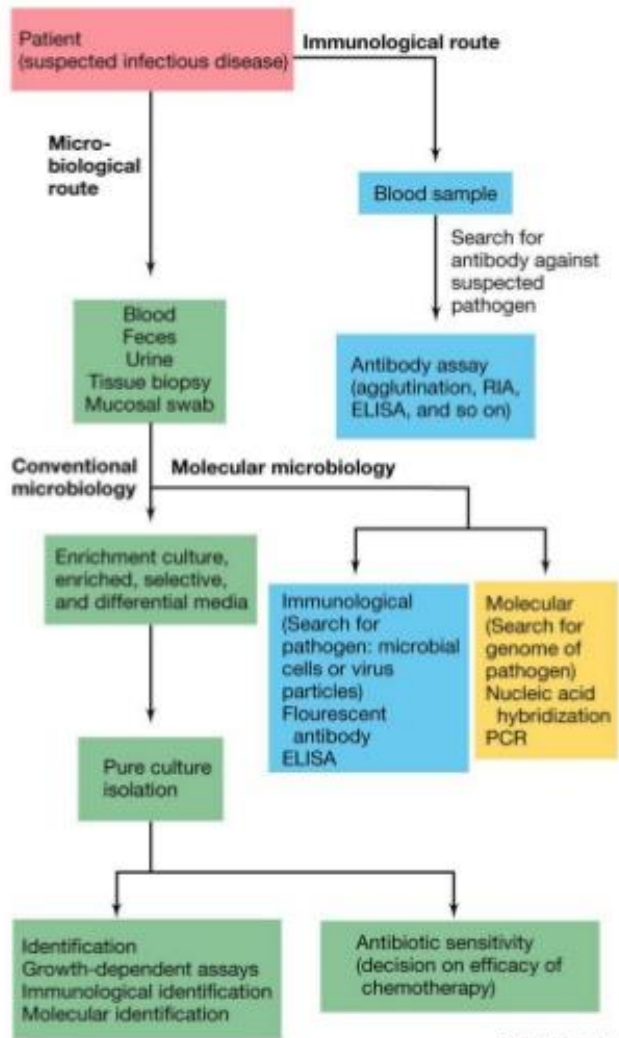 Patient
(suspected infectious disease)
Immunological route
Micro-
biological
route
Blood sample
Search for
antibody against
suspected
pathogen
Blood
Feces
Urine
Tissue biopsy
Mucosal swab
Antibody assay
(agglutination, RIA,
ELISA, and so on)
Conventional
microbiology
Molecular microbiology
Enrichment culture,
enriched, selective,
and differential media
Immunological
(Search for
pathogen: microbial
cells or virus
particles)
Flourescent
antibody
ELISA
Molecular
(Search for
genome of
pathogen)
Nucleic acid
hybridization
PCR
Pure culture
isolation
Identification
Growth-dependent assays
Immunological identification
Molecular identification
Antibiotic sensitivity
(decision on efficacy of
chemotherapy)